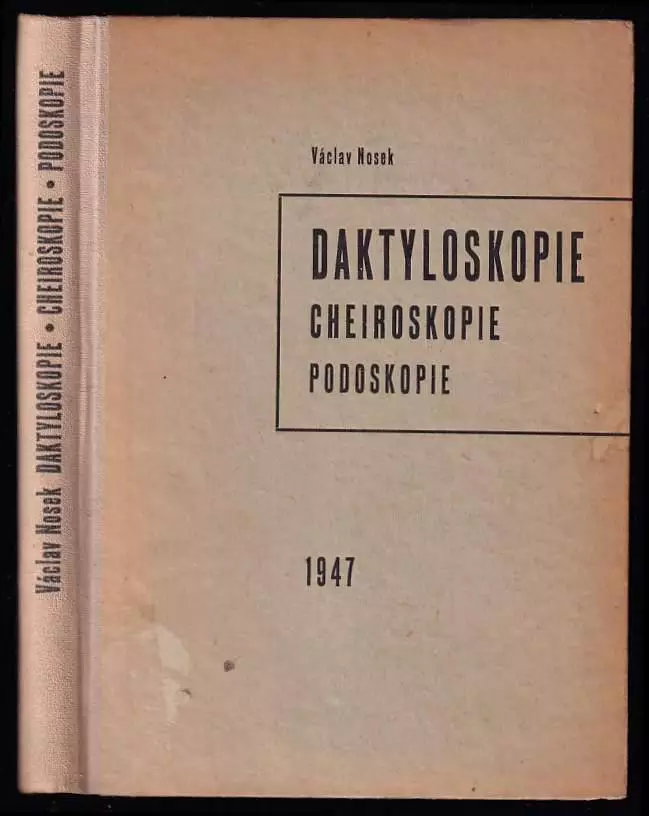 Václav Nosek DAKTYLOSKOPIE • CHEIROSKOPIE • PODOSKOPIE
Václav Nosek
DAKTYLOSKOPIE
CHEIROSKOPIE
PODOSKOPIE
1947